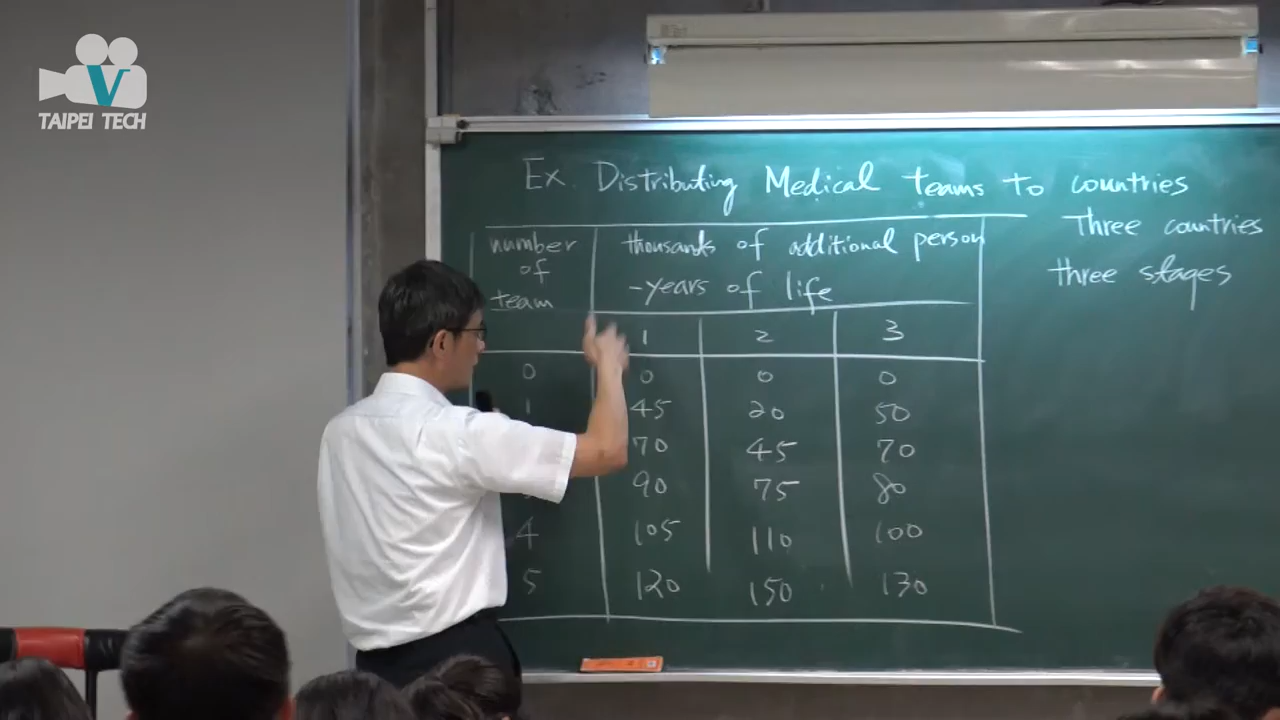 V
TAIPEI TECH
Ex. Distributing Medical teams to countries
Three countries
three stages
number of team
thousands of additional person
-years of life
1 2 3
0 0 0 0
1 45 20 50
70 45 70
90 75 80
4 105 110 100
5 120 150 130